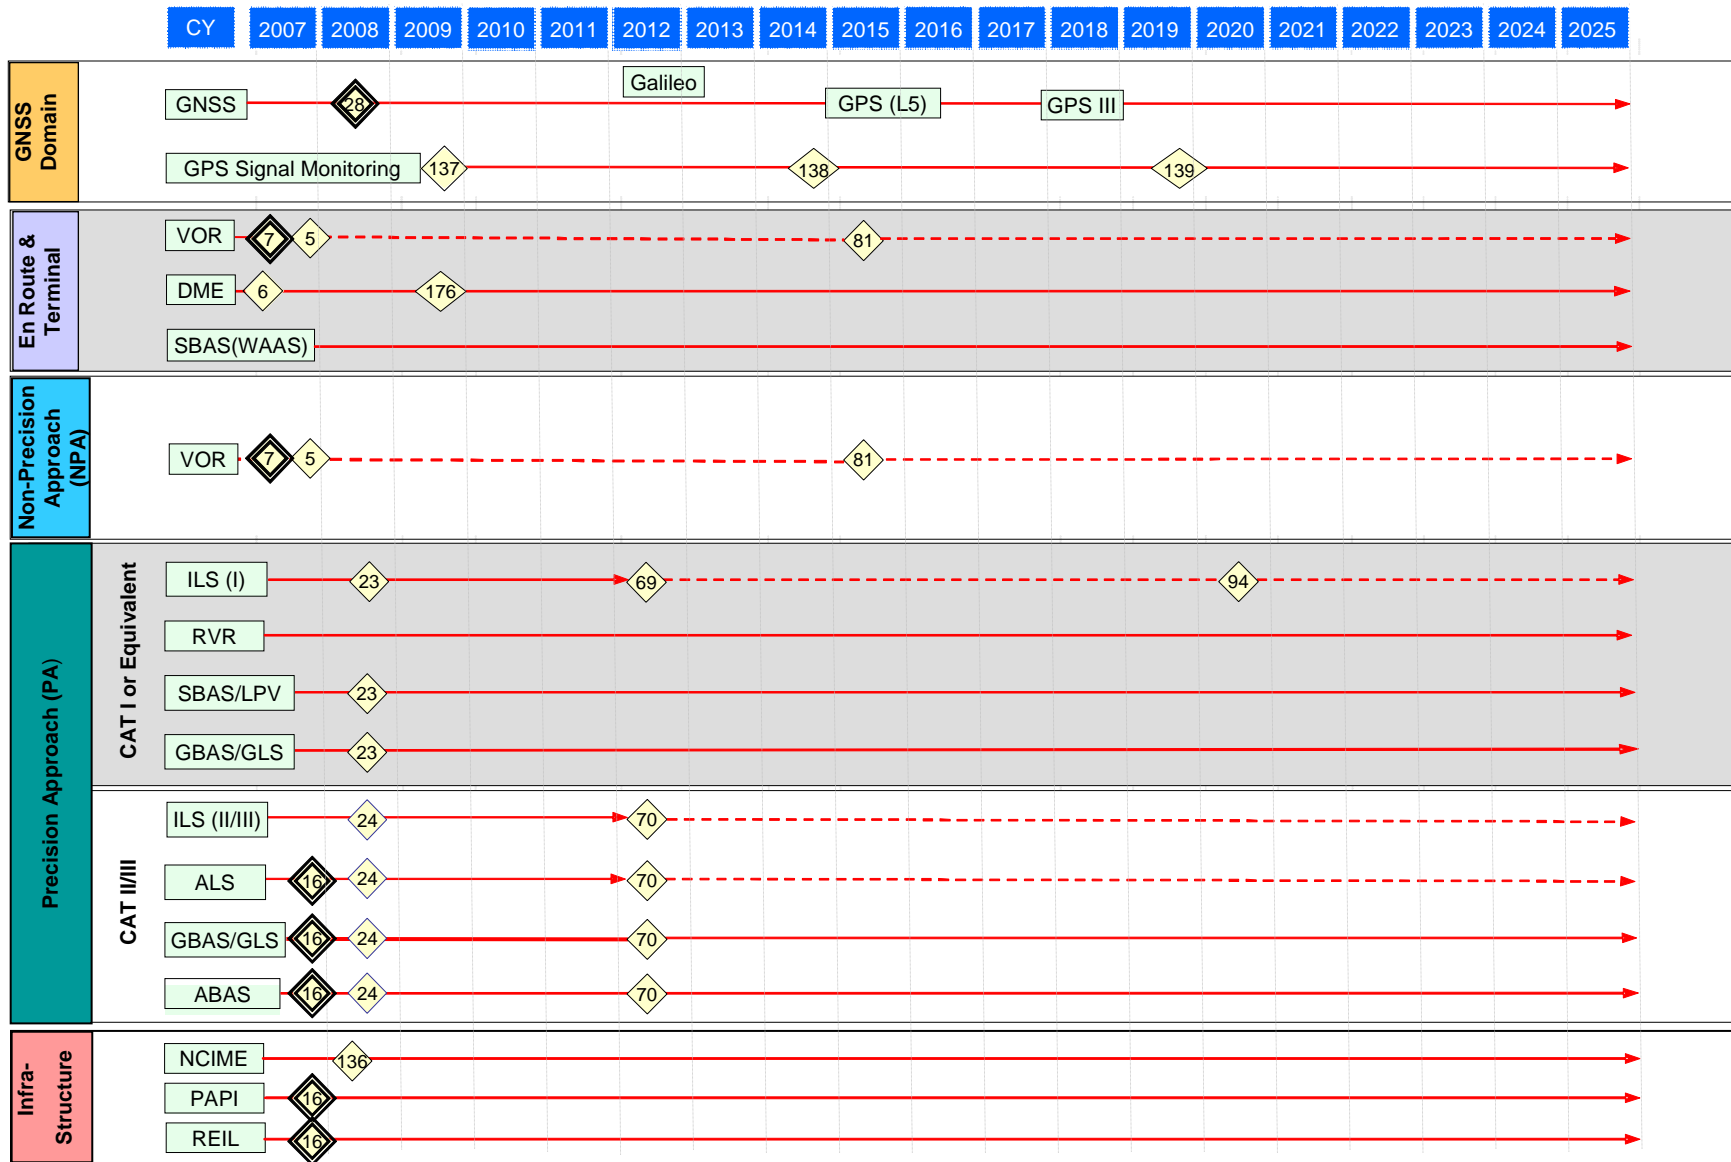 CY 2007 2008 2009 2010 2011 2012 2013 2014 2015 2016 2017 2018 2019 2020 2021 2022 2023 2024 2025
GNSS
Domain
Galileo
GNSS 28 GPS (L5) GPS III
GPS Signal Monitoring 137 138 139
En Route &
Terminal
VOR 7 5 81
DME 6 176
SBAS(WAAS)
Non-Precision
Approach
(NPA)
VOR 7 5 81
Precision Approach (PA)
CAT I or Equivalent
ILS (I) 23 69 94
RVR
SBAS/LPV 23
GBAS/GLS 23
CAT II/III
ILS (II/III) 24 70
ALS 16 24 70
GBAS/GLS 16 24 70
ABAS 16 24 70
Infra-
Structure
NCIME 136
PAPI 16
REIL 16